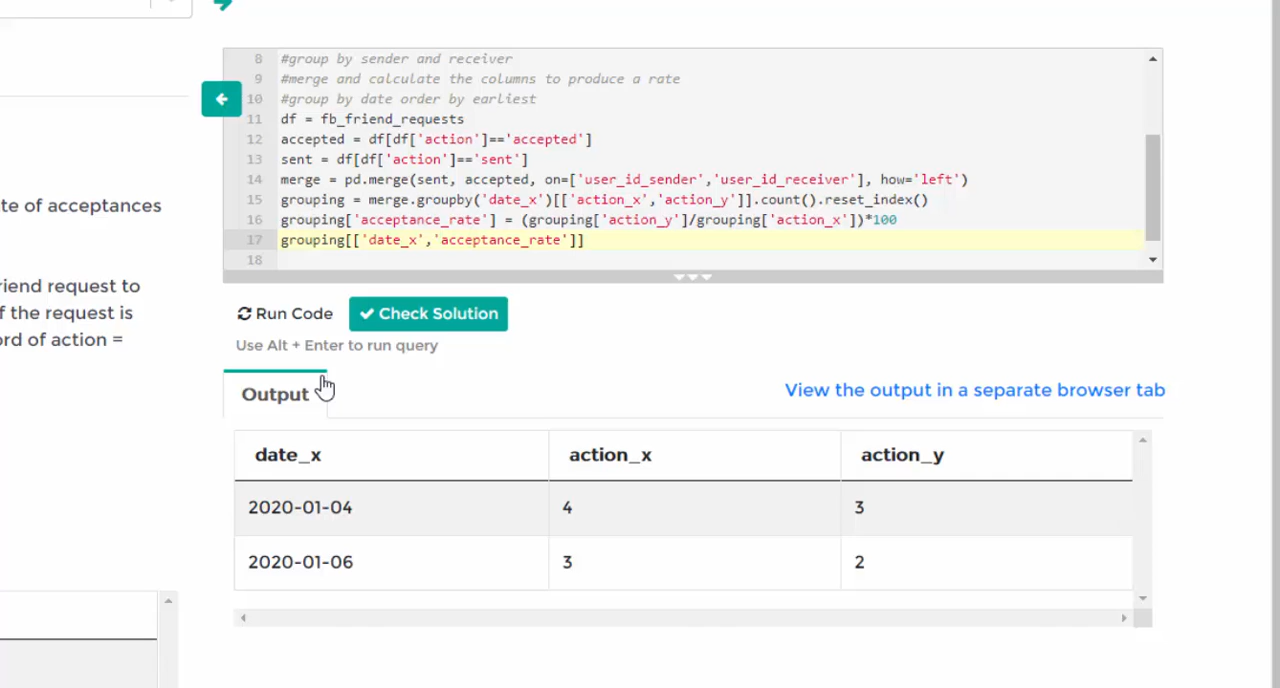 te of acceptances
riend request to
f the request is
ord of action =
8 #group by sender and receiver
9 #merge and calculate the columns to produce a rate
10 #group by date order by earliest
11 df = fb_friend_requests
12 accepted = df[df['action']=='accepted']
13 sent = df[df['action']=='sent']
14 merge = pd.merge(sent, accepted, on=['user_id_sender','user_id_receiver'], how='left')
15 grouping = merge.groupby('date_x')[['action_x','action_y']].count().reset_index()
16 grouping['acceptance_rate'] = (grouping['action_y']/grouping['action_x'])*100
17 grouping[['date_x','acceptance_rate']]
18
Run Code Check Solution
Use Alt + Enter to run query
Output View the output in a separate browser tab
date_x action_x action_y
2020-01-04 4 3
2020-01-06 3 2